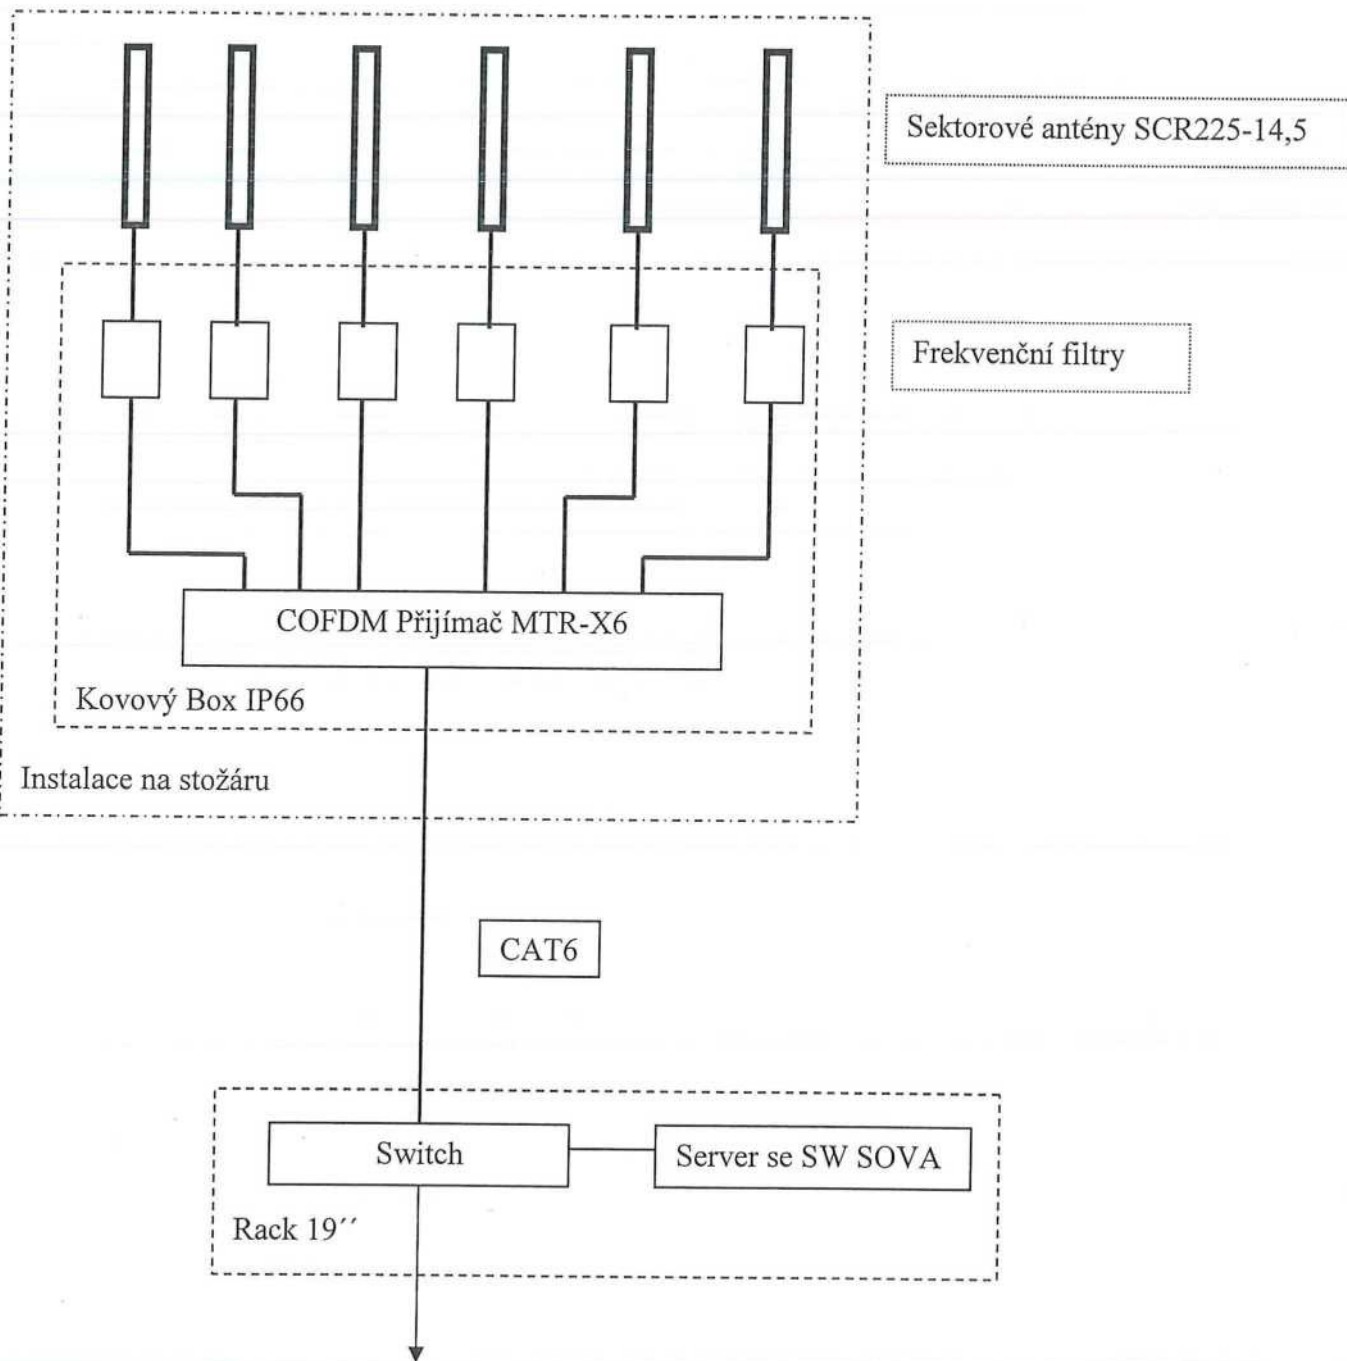 Sektorové antény SCR225-14,5
Frekvenční filtry
COFDM Přijímač MTR-X6
Kovový Box IP66
Instalace na stožáru
CAT6
Switch
Server se SW SOVA
Rack 19´´